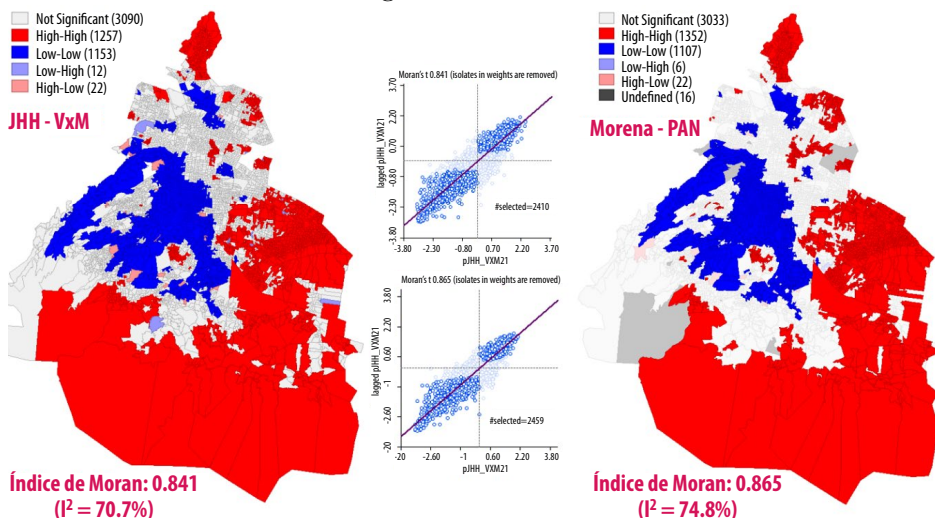 Not Significant (3090)
High-High (1257)
Low-Low (1153)
Low-High (12)
High-Low (22)
JHH - VxM
Moran's t 0.841 (isolates in weights are removed)
lagged pJHH_VXM21
3.70
2.20
0.70
-0.80
-2.30
-3.80
#selected=2410
-3.80
-2.30
-0.80
0.70
2.20
3.70
pJHH_VXM21
Moran's t 0.865 (isolates in weights are removed)
lagged pJHH_VXM21
3.80
2.20
0.60
-1
-2.60
-20
#selected=2459
-20
-2.60
-1
0.60
2.20
3.80
pJHH_VXM21
Not Significant (3033)
High-High (1352)
Low-Low (1107)
Low-High (6)
High-Low (22)
Undefined (16)
Morena - PAN
Índice de Moran: 0.841
(I² = 70.7%)
Índice de Moran: 0.865
(I² = 74.8%)